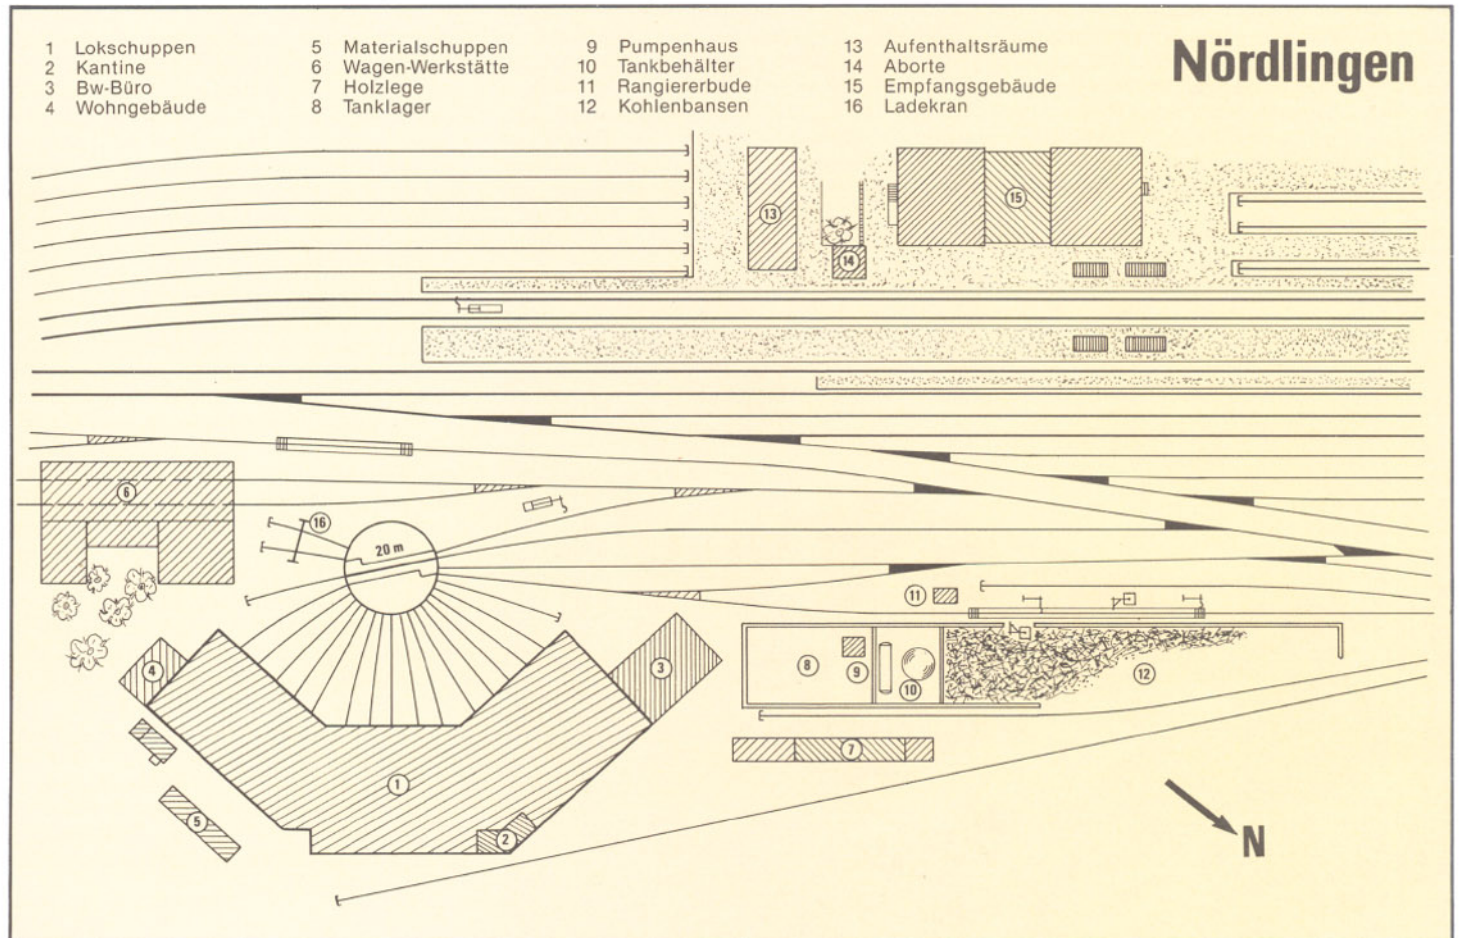 Nördlingen
1 Lokschuppen
2 Kantine
3 Bw-Büro
4 Wohngebäude
5 Materialschuppen
6 Wagen-Werkstätte
7 Holzlege
8 Tanklager
9 Pumpenhaus
10 Tankbehälter
11 Rangiererbude
12 Kohlenbansen
13 Aufenthaltsräume
14 Aborte
15 Empfangsgebäude
16 Ladekran
13
15
14
6
16
20 m
11
4
3
8
9
10
12
7
1
5
2
N